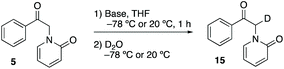 O
O
N
5
1) Base, THF
−78 °C or 20 °C, 1 h
2) D₂O
−78 °C or 20 °C
O
D
O
N
15